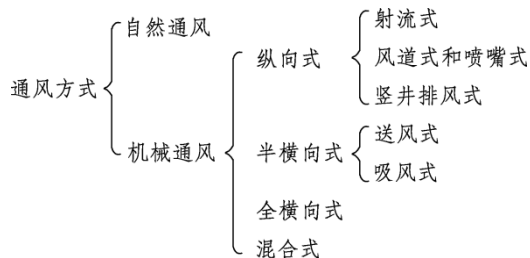 通风方式
自然通风
机械通风
纵向式
射流式
风道式和喷嘴式
竖井排风式
半横向式
送风式
吸风式
全横向式
混合式